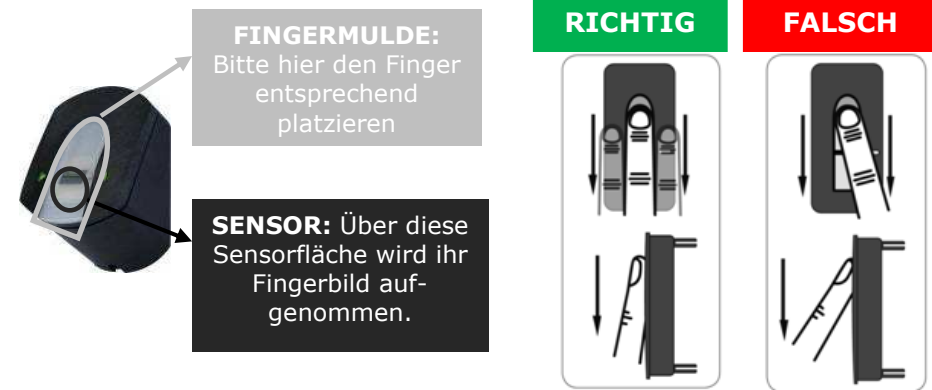 FINGERMULDE:
Bitte hier den Finger
entsprechend
platzieren
SENSOR: Über diese
Sensorfläche wird ihr
Fingerbild auf-
genommen.
RICHTIG
FALSCH